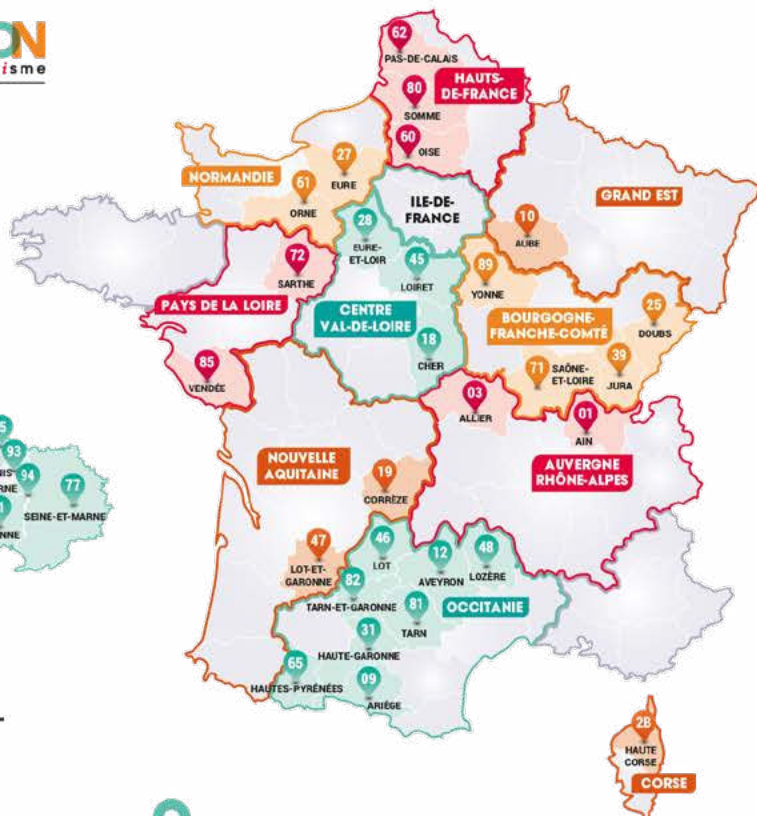 ON
isme
62
PAS-DE-CALAIS
HAUTS-
DE-FRANCE
80
SOMME
60
OISE
NORMANDIE
27
EURE
61
ORNE
ILE-DE-
FRANCE
GRAND EST
10
AUBE
28
EURE-
ET-LOIR
45
LOIRET
72
SARTHE
89
YONNE
PAYS DE LA LOIRE
CENTRE
VAL-DE-LOIRE
BOURGOGNE-
FRANCHE-COMTÉ
25
DOUBS
18
CHER
85
VENDÉE
71
SAÔNE-
ET-LOIRE
39
JURA
03
ALLIER
01
AIN
AUVERGNE
RHÔNE-ALPES
5
93
94
77
SEINE-ET-MARNE
NOUVELLE
AQUITAINE
19
CORRÈZE
47
LOT-ET-
GARONNE
46
LOT
12
AVEYRON
48
LOZÈRE
82
TARN-ET-GARONNE
81
TARN
OCCITANIE
31
HAUTE-GARONNE
65
HAUTES-PYRÉNÉES
09
ARIÈGE
2B
HAUTE
CORSE
CORSE